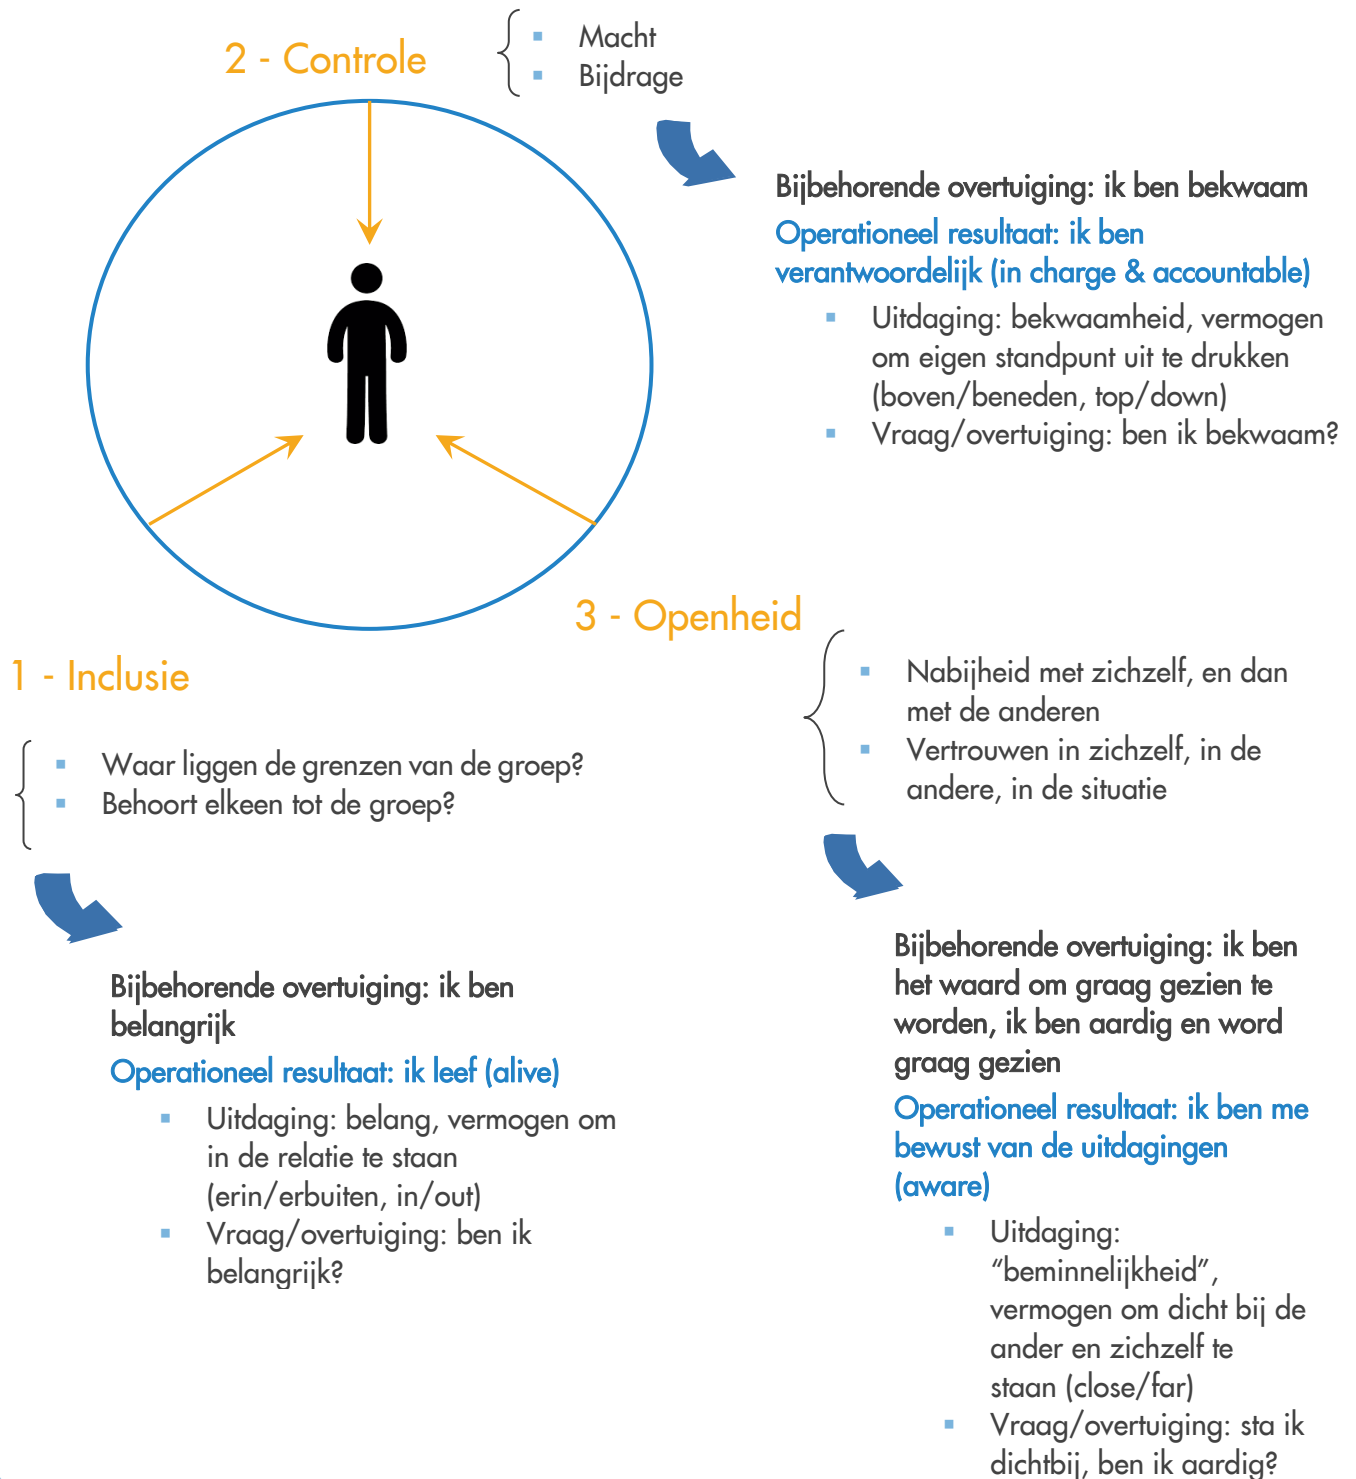 2 - Controle
Macht
Bijdrage
Bijbehorende overtuiging: ik ben bekwaam
Operationeel resultaat: ik ben
verantwoordelijk (in charge & accountable)
Uitdaging: bekwaamheid, vermogen
om eigen standpunt uit te drukken
(boven/beneden, top/down)
Vraag/overtuiging: ben ik bekwaam?
1 - Inclusie
Waar liggen de grenzen van de groep?
Behoort elkeen tot de groep?
Bijbehorende overtuiging: ik ben
belangrijk
Operationeel resultaat: ik leef (alive)
Uitdaging: belang, vermogen om
in de relatie te staan
(erin/erbuiten, in/out)
Vraag/overtuiging: ben ik
belangrijk?
3 - Openheid
Nabijheid met zichzelf, en dan
met de anderen
Vertrouwen in zichzelf, in de
andere, in de situatie
Bijbehorende overtuiging: ik ben
het waard om graag gezien te
worden, ik ben aardig en word
graag gezien
Operationeel resultaat: ik ben me
bewust van de uitdagingen
(aware)
Uitdaging:
“beminnelijkheid”,
vermogen om dicht bij de
ander en zichzelf te
staan (close/far)
Vraag/overtuiging: sta ik
dichtbij, ben ik aardig?